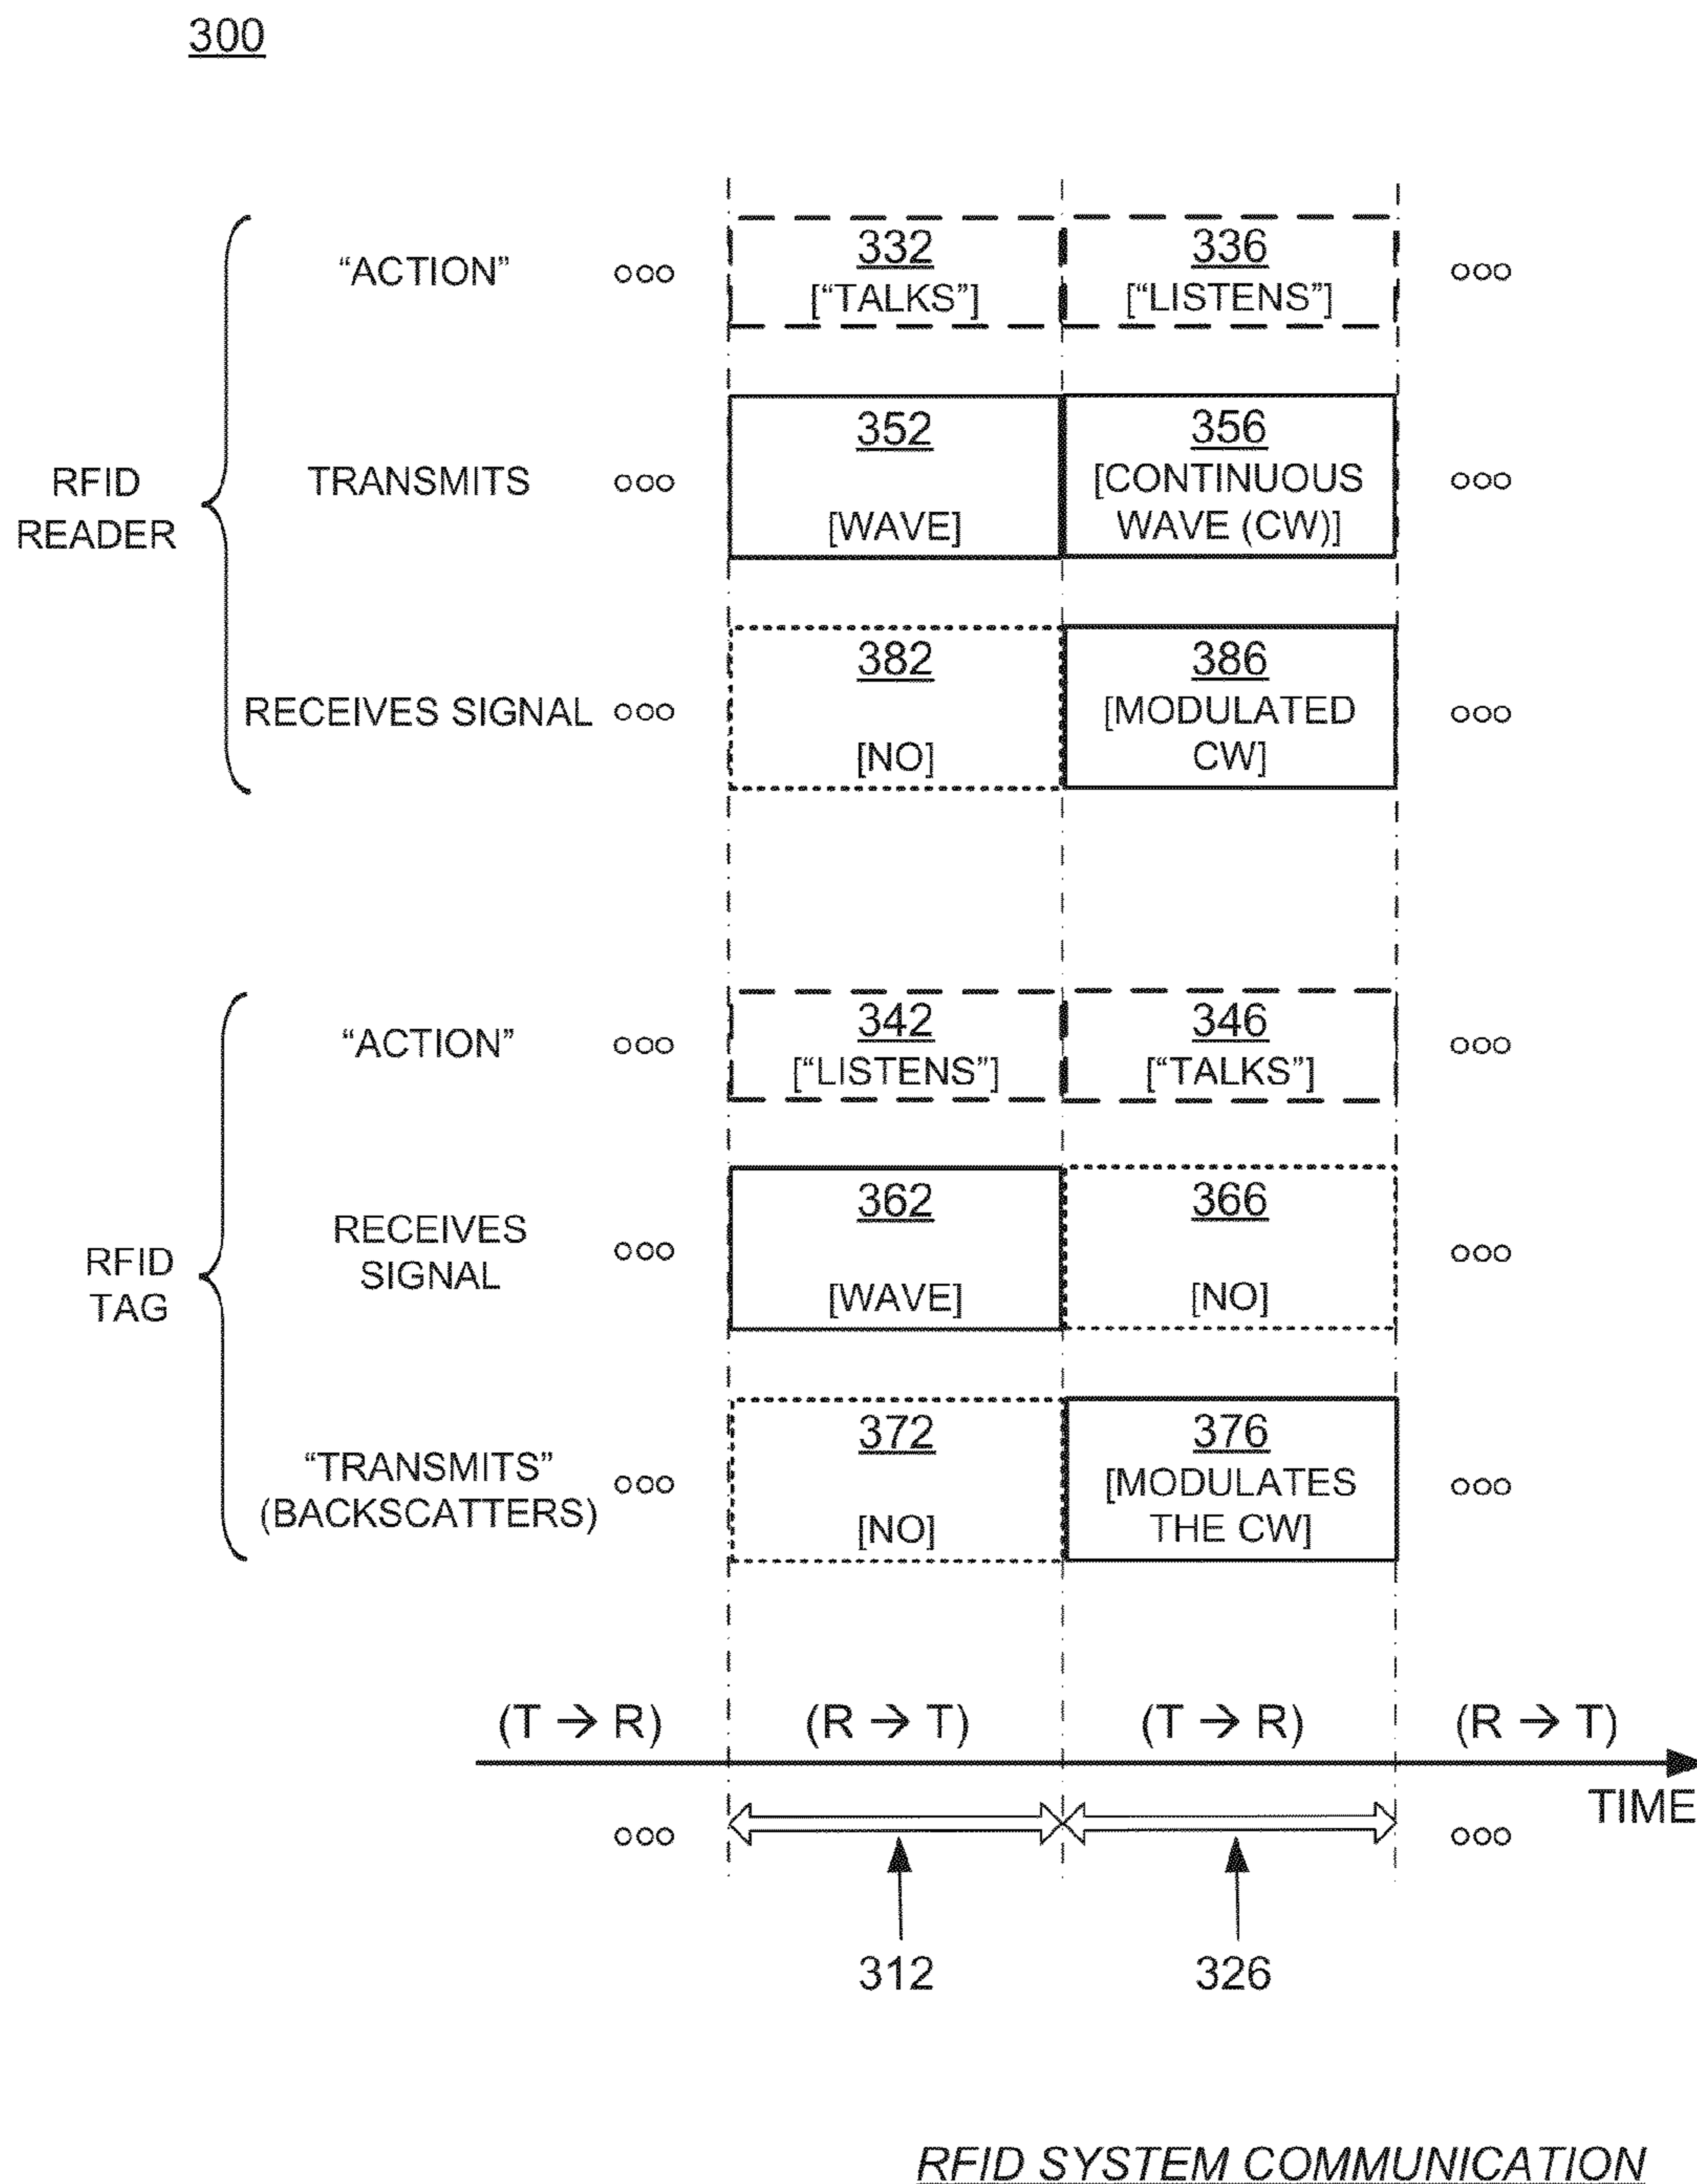 300
"ACTION" ooo 332 336 ooo
["TALKS"] ["LISTENS"]
RFID
READER
TRANSMITS ooo 352 356 ooo
[WAVE] [CONTINUOUS
WAVE (CW)]
RECEIVES SIGNAL ooo 382 386 ooo
[NO] [MODULATED
CW]
"ACTION" ooo 342 346 ooo
["LISTENS"] ["TALKS"]
RFID
TAG
RECEIVES
SIGNAL ooo 362 366 ooo
[WAVE] [NO]
"TRANSMITS"
(BACKSCATTERS) ooo 372 376 ooo
[NO] [MODULATES
THE CW]
(T → R) (R → T) (T → R) (R → T)
TIME
ooo ooo
312 326
RFID SYSTEM COMMUNICATION